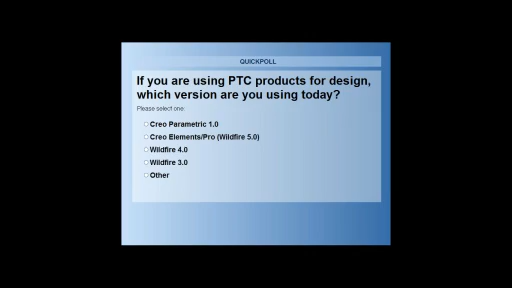 QUICKPOLL
If you are using PTC products for design,
which version are you using today?
Please select one:
Creo Parametric 1.0
Creo Elements/Pro (Wildfire 5.0)
Wildfire 4.0
Wildfire 3.0
Other